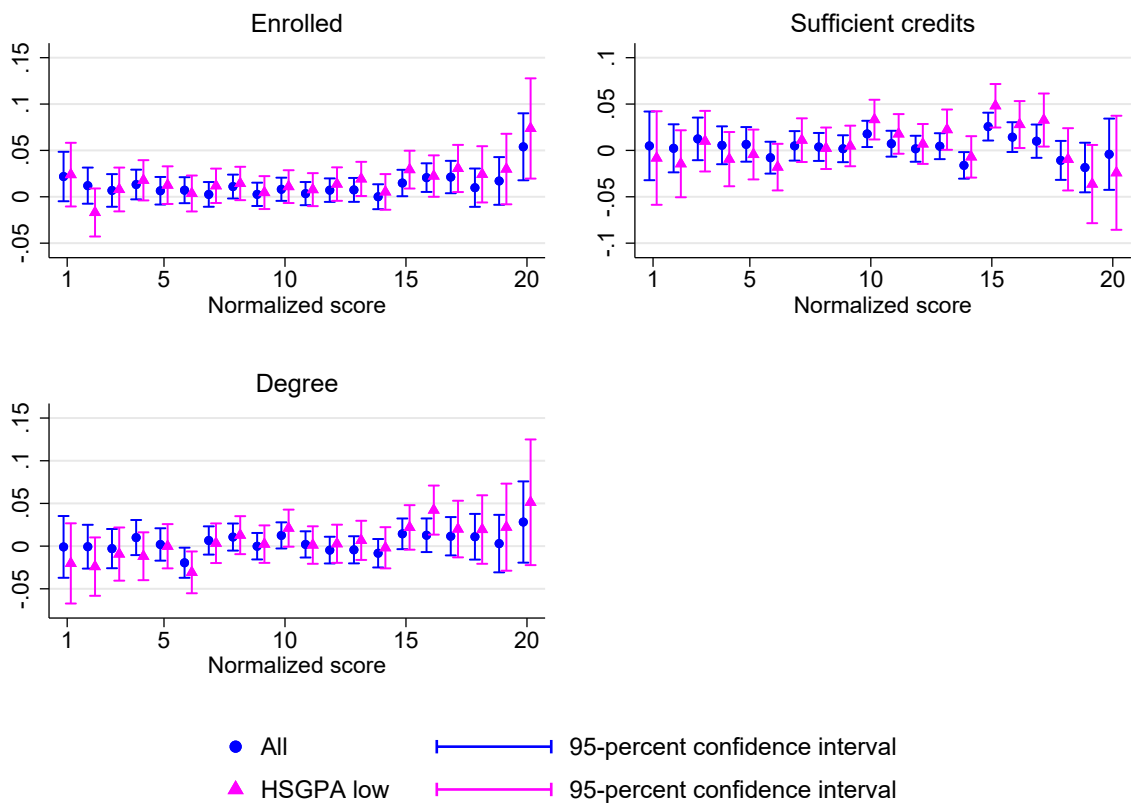 Enrolled
.15
.1
.05
0
-.05
1 5 10 15 20
Normalized score
Sufficient credits
.1
.05
0
-.05
-.1
1 5 10 15 20
Normalized score
Degree
.15
.1
.05
0
-.05
1 5 10 15 20
Normalized score
All 95-percent confidence interval
HSGPA low 95-percent confidence interval